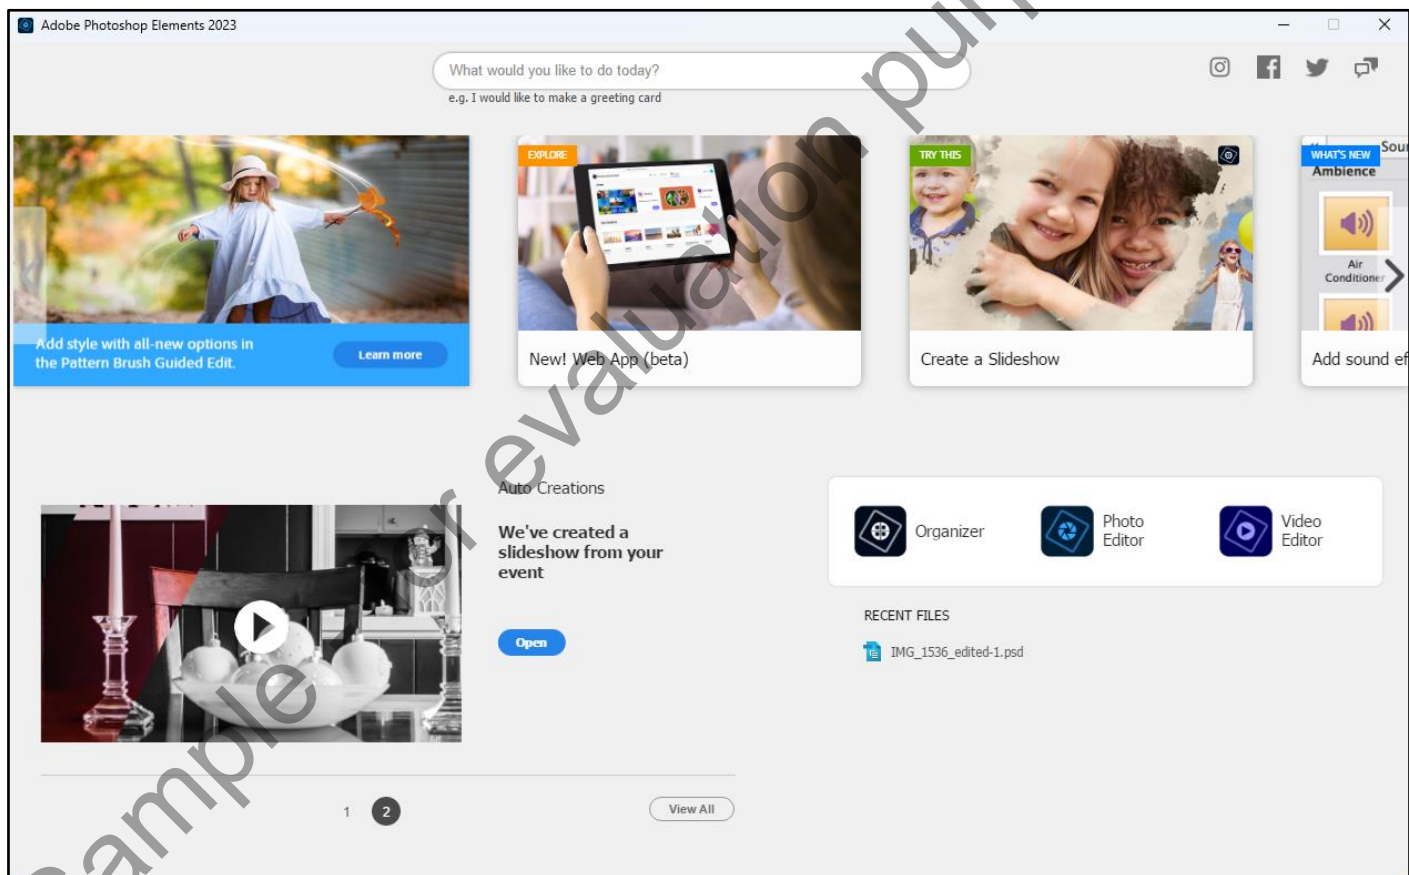 Adobe Photoshop Elements 2023
What would you like to do today?
e.g. I would like to make a greeting card
Add style with all-new options in
the Pattern Brush Guided Edit.
Learn more
EXPLORE
New! Web App (beta)
TRY THIS
Create a Slideshow
WHAT'S NEW
Sour
Ambience
Air
Conditioner
Add sound ef
Auto Creations
We've created a
slideshow from your
event
Open
Organizer
Photo
Editor
Video
Editor
RECENT FILES
IMG_1536_edited-1.psd
1
2
View All
Sample for evaluation pur